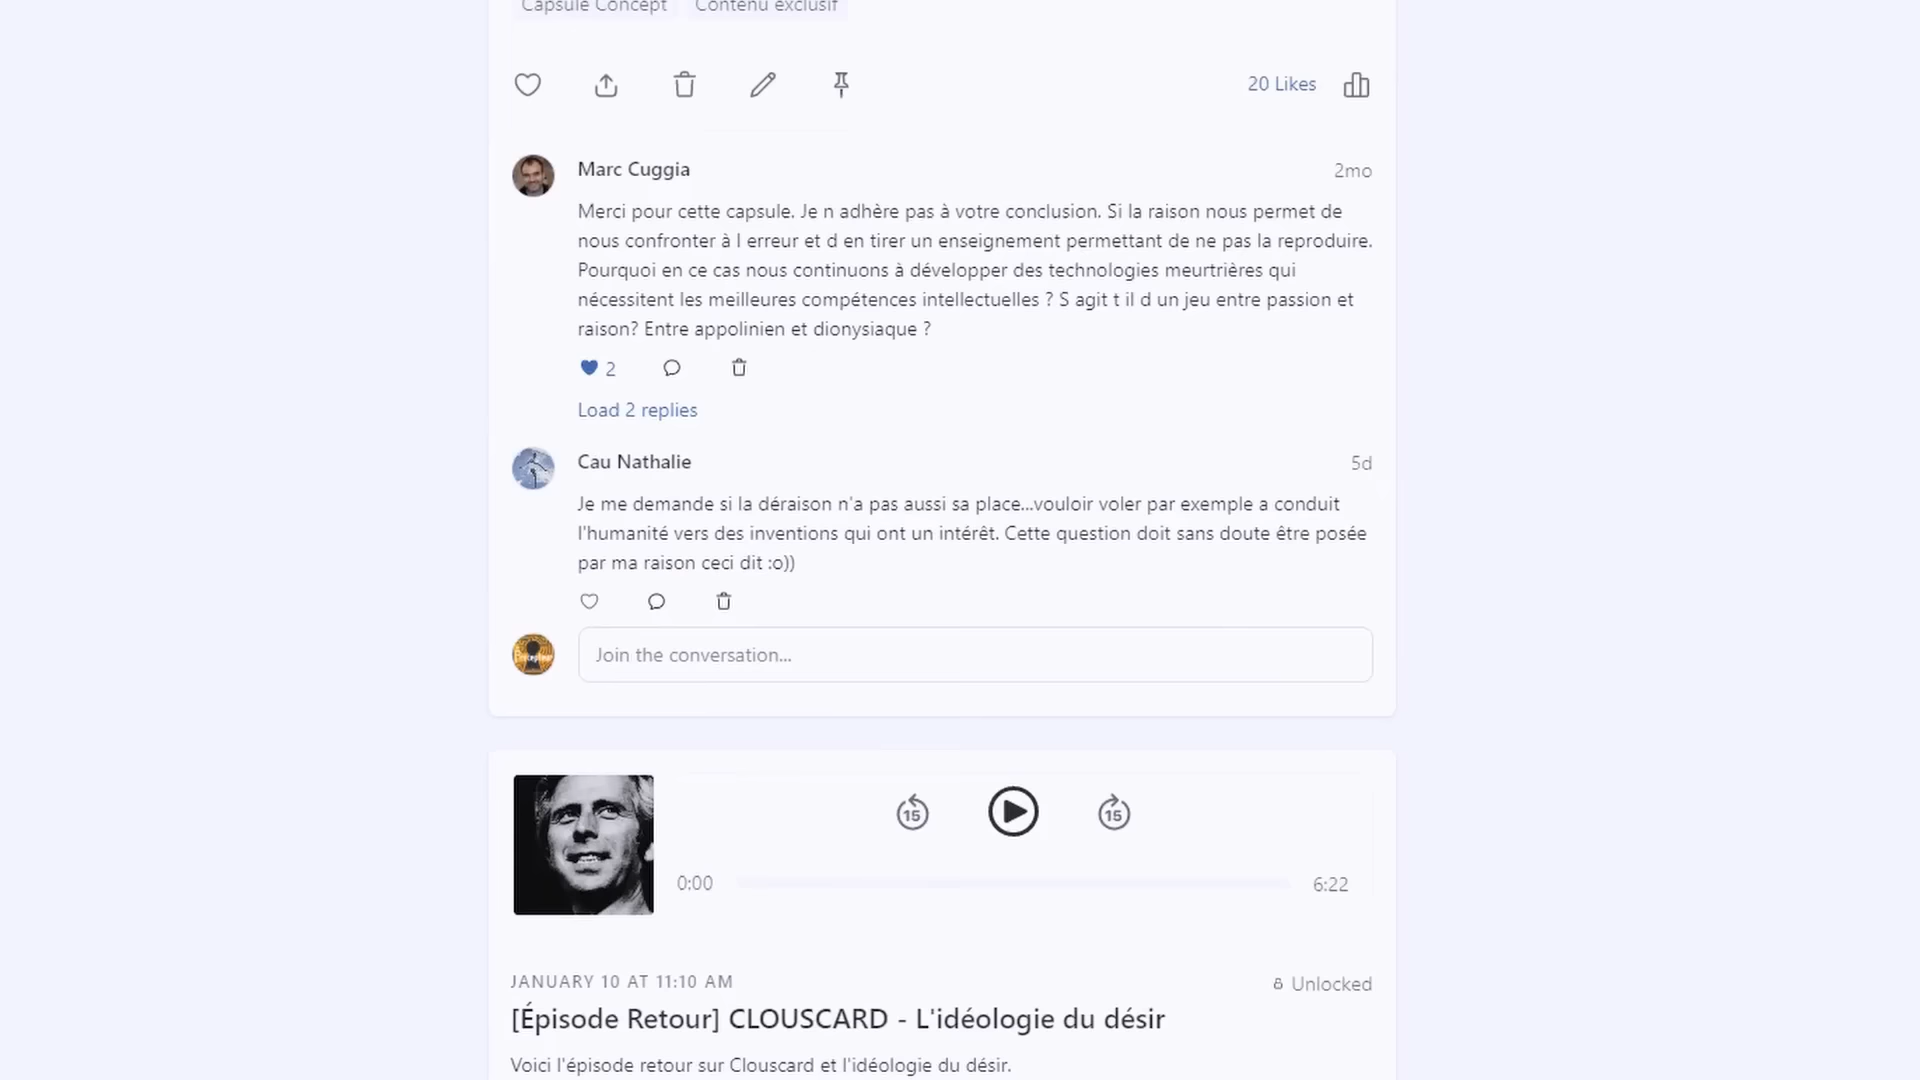 Capsule Concept Contenu exclusif
20 Likes
Marc Cuggia
2mo
Merci pour cette capsule. Je n adhère pas à votre conclusion. Si la raison nous permet de
nous confronter à l erreur et d en tirer un enseignement permettant de ne pas la reproduire.
Pourquoi en ce cas nous continuons à développer des technologies meurtrières qui
nécessitent les meilleures compétences intellectuelles ? S agit t il d un jeu entre passion et
raison? Entre appolinien et dionysiaque ?
2
Load 2 replies
Cau Nathalie
5d
Je me demande si la déraison n'a pas aussi sa place...vouloir voler par exemple a conduit
l'humanité vers des inventions qui ont un intérêt. Cette question doit sans doute être posée
par ma raison ceci dit :o))
Join the conversation...
15
15
0:00
6:22
JANUARY 10 AT 11:10 AM
Unlocked
[Épisode Retour] CLOUSCARD - L'idéologie du désir
Voici l'épisode retour sur Clouscard et l'idéologie du désir.